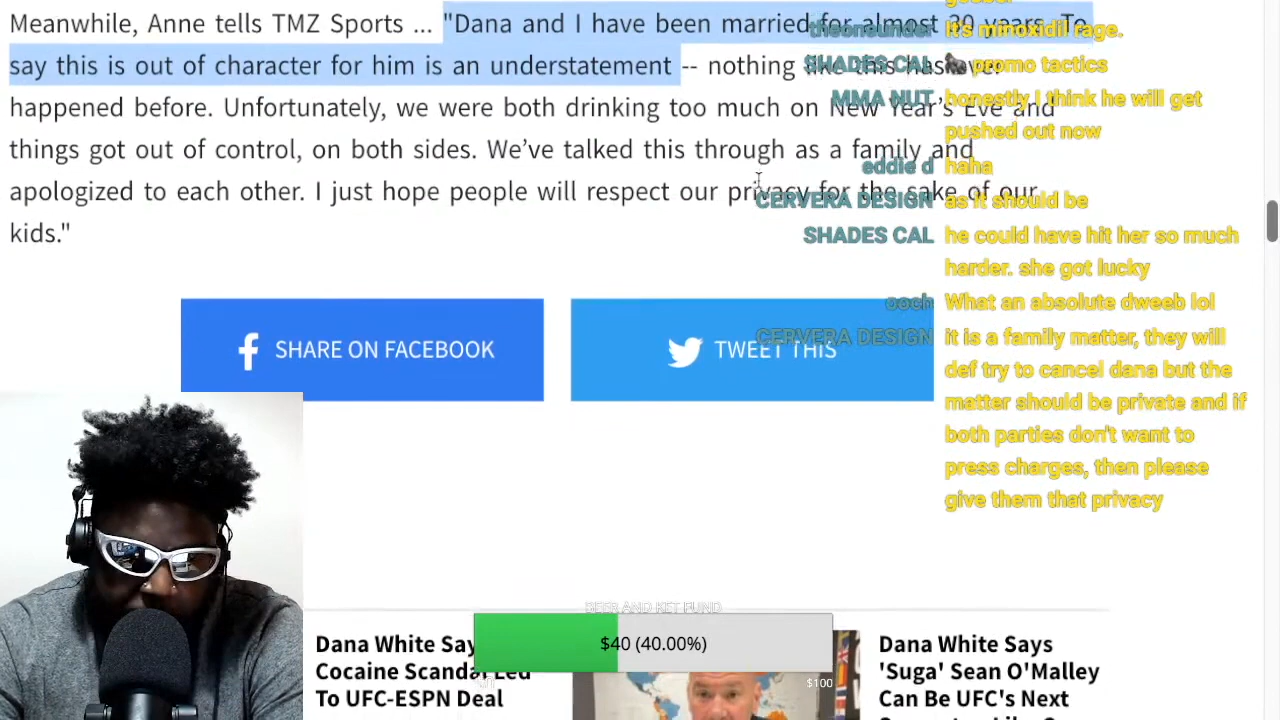 Meanwhile, Anne tells TMZ Sports ... "Dana and I have been married for almost 30 years. To
say this is out of character for him is an understatement -- nothing like this has ever
happened before. Unfortunately, we were both drinking too much on New Year's Eve and
things got out of control, on both sides. We've talked this through as a family and
apologized to each other. I just hope people will respect our privacy for the sake of our
kids."
It's minoxidil rage.
SHADES CAL promo tactics
MMA NUT honestly I think he will get
pushed out now
eddie d haha
CERVERA DESIGN as it should be
SHADES CAL he could have hit her so much
harder. she got lucky
ooch What an absolute dweeb lol
CERVERA DESIGN it is a family matter, they will
def try to cancel dana but the
matter should be private and if
both parties don't want to
press charges, then please
give them that privacy
SHARE ON FACEBOOK
TWEET THIS
BEER AND KET FUND
$40 (40.00%)
$100
Dana White Says
Cocaine Scandal Led
To UFC-ESPN Deal
Dana White Says
'Suga' Sean O'Malley
Can Be UFC's Next